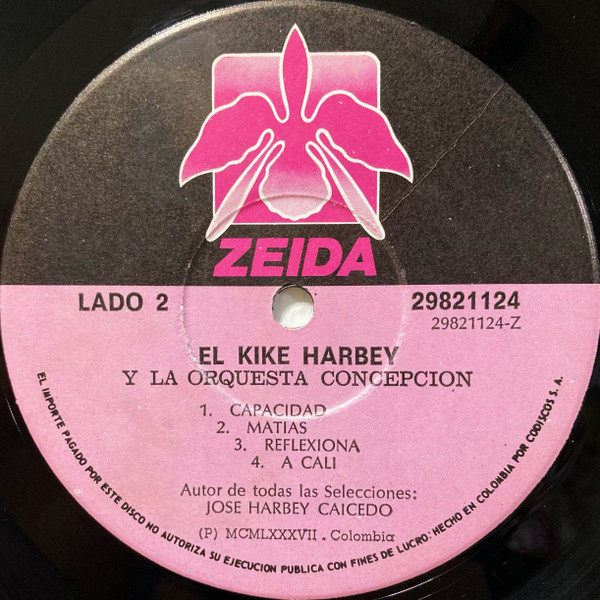 ZEIDA
LADO 2
29821124
29821124-Z
EL KIKE HARBEY
Y LA ORQUESTA CONCEPCION
1. CAPACIDAD
2. MATIAS
3. REFLEXIONA
4. A CALI
Autor de todas las Selecciones:
JOSE HARBEY CAICEDO
(P) MCMLXXXVII . Colombia
EL IMPORTE PAGADO POR ESTE DISCO NO AUTORIZA SU EJECUCION PUBLICA CON FINES DE LUCRO: HECHO EN COLOMBIA POR CODISCOS S.A.